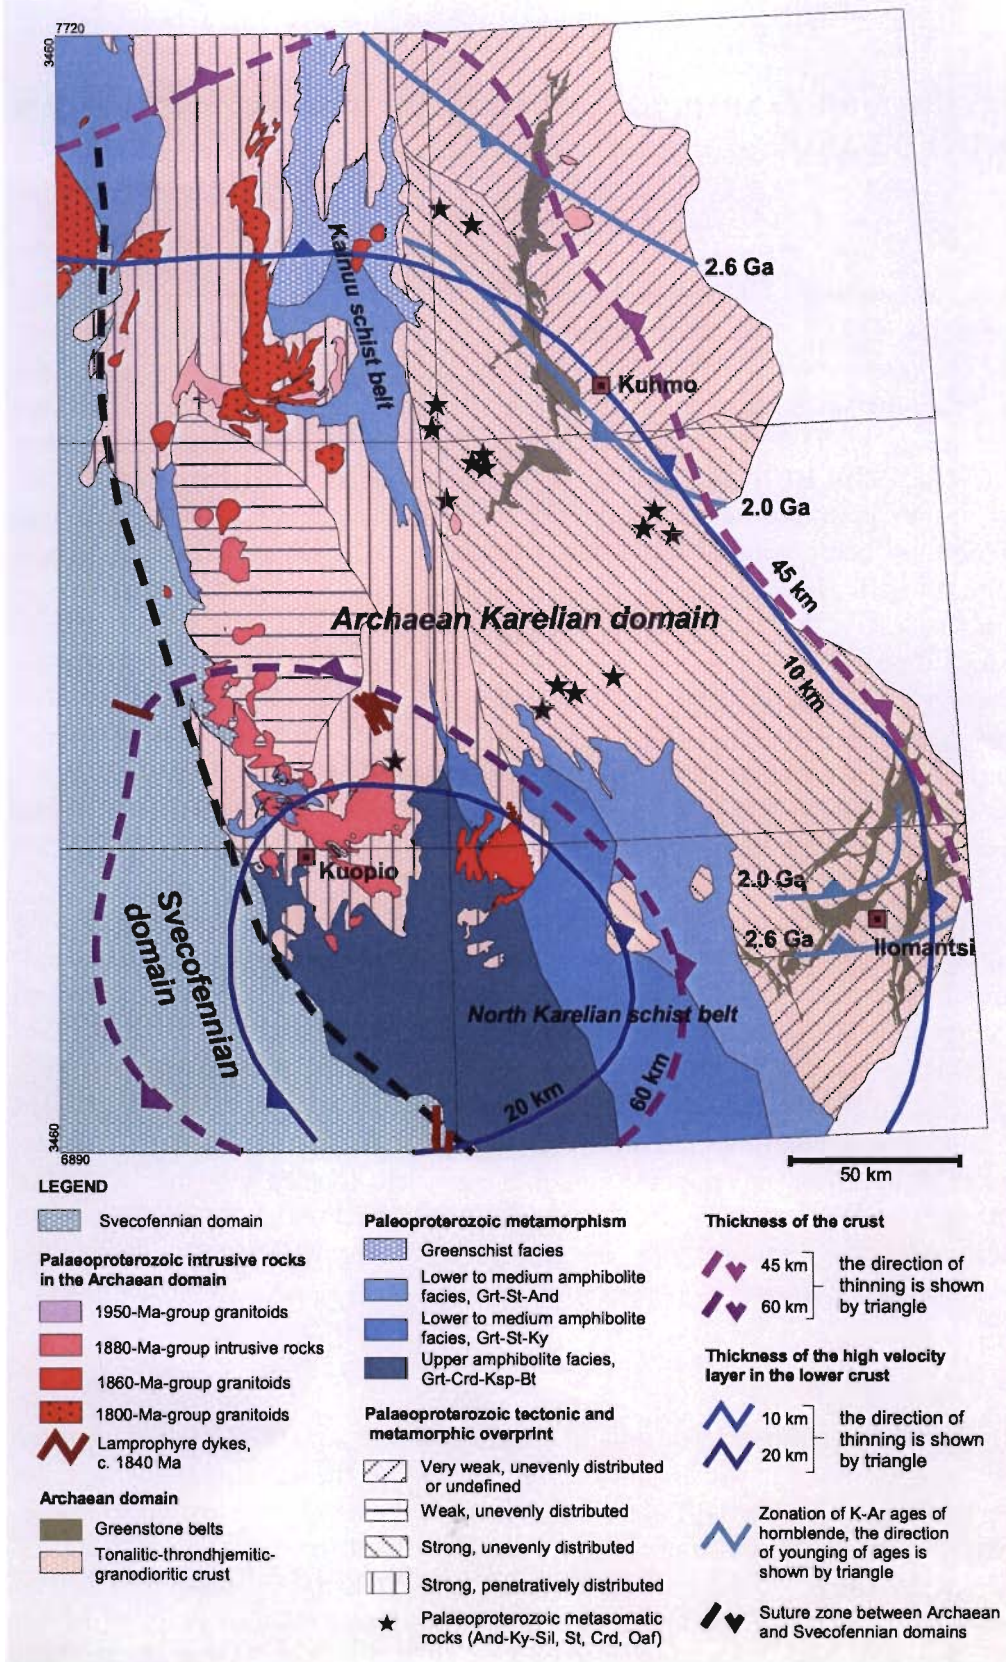 7720
3460
Kainuu schist belt
2.6 Ga
Kuhmo
2.0 Ga
45 km
Archaean Karelian domain
10 km
Kuopio
2.0 Ga
2.6 Ga
Ilomantsi
Svecofennian
domain
North Karelian schist belt
20 km
60 km
3460
6890
50 km
LEGEND
Svecofennian domain
Palaeoproterozoic intrusive rocks
in the Archaean domain
1950-Ma-group granitoids
1880-Ma-group intrusive rocks
1860-Ma-group granitoids
1800-Ma-group granitoids
Lamprophyre dykes,
c. 1840 Ma
Archaean domain
Greenstone belts
Tonalitic-throndhjemitic-
granodioritic crust
Paleoproterozoic metamorphism
Greenschist facies
Lower to medium amphibolite
facies, Grt-St-And
Lower to medium amphibolite
facies, Grt-St-Ky
Upper amphibolite facies,
Grt-Crd-Ksp-Bt
Palaeoproterozoic tectonic and
metamorphic overprint
Very weak, unevenly distributed
or undefined
Weak, unevenly distributed
Strong, unevenly distributed
Strong, penetratively distributed
Palaeoproterozoic metasomatic
rocks (And-Ky-Sil, St, Crd, Oaf)
Thickness of the crust
45 km
60 km
the direction of
thinning is shown
by triangle
Thickness of the high velocity
layer in the lower crust
10 km
20 km
the direction of
thinning is shown
by triangle
Zonation of K-Ar ages of
hornblende, the direction
of younging of ages is
shown by triangle
Suture zone between Archaean
and Svecofennian domains